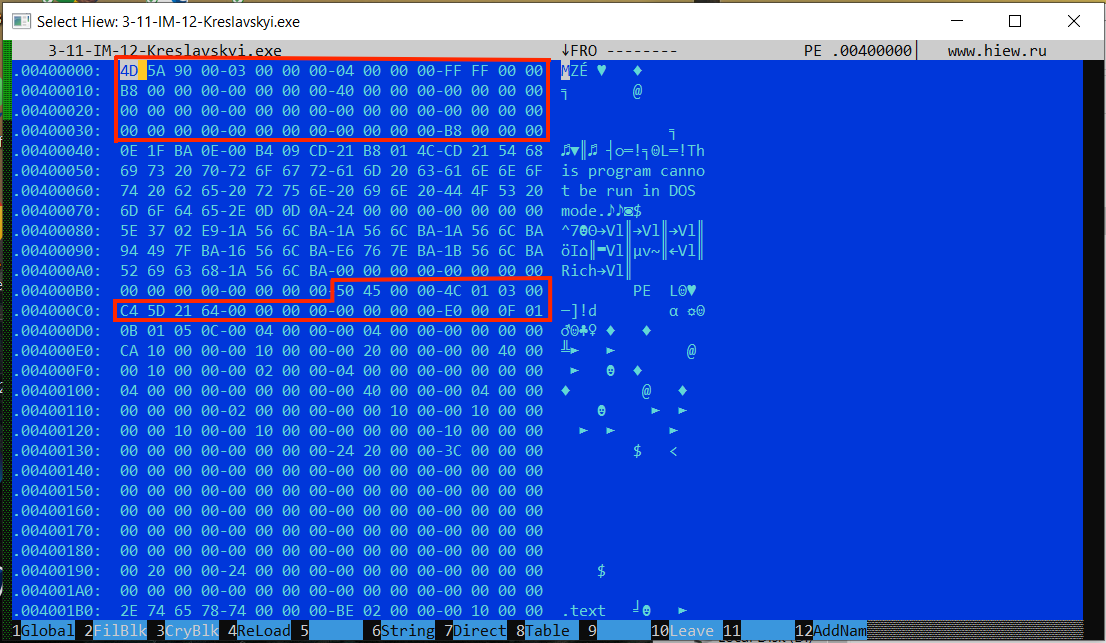 Select Hiew: 3-11-IM-12-Kreslavskyi.exe
3-11-IM-12-Kreslavskyi.exe ↓FRO -------- PE .00400000 www.hiew.ru
.00400000: 4D 5A 90 00-03 00 00 00-04 00 00 00-FF FF 00 00 MZÉ ♥ ♦
.00400010: B8 00 00 00-00 00 00 00-40 00 00 00-00 00 00 00 ╕ @
.00400020: 00 00 00 00-00 00 00 00-00 00 00 00-00 00 00 00
.00400030: 00 00 00 00-00 00 00 00-00 00 00 00-B8 00 00 00 ╕
.00400040: 0E 1F BA 0E-00 B4 09 CD-21 B8 01 4C-CD 21 54 68 ♫▼║♫ ┤○═!╕☺L═!Th
.00400050: 69 73 20 70-72 6F 67 72-61 6D 20 63-61 6E 6E 6F is program canno
.00400060: 74 20 62 65-20 72 75 6E-20 69 6E 20-44 4F 53 20 t be run in DOS
.00400070: 6D 6F 64 65-2E 0D 0D 0A-24 00 00 00-00 00 00 00 mode.♪♪◙$
.00400080: 5E 37 02 E9-1A 56 6C BA-1A 56 6C BA-1A 56 6C BA ^7☻Θ→Vl║→Vl║→Vl║
.00400090: 94 49 7F BA-16 56 6C BA-E6 76 7E BA-1B 56 6C BA öI⌂║▬Vl║µv~║←Vl║
.004000A0: 52 69 63 68-1A 56 6C BA-00 00 00 00-00 00 00 00 Rich→Vl║
.004000B0: 00 00 00 00-00 00 00 00-50 45 00 00-4C 01 03 00 PE L☺♥
.004000C0: C4 5D 21 64-00 00 00 00-00 00 00 00-E0 00 0F 01 ─]!d α ☼☺
.004000D0: 0B 01 05 0C-00 04 00 00-00 04 00 00-00 00 00 00 ♂☺♣♀ ♦ ♦
.004000E0: CA 10 00 00-00 10 00 00-00 20 00 00-00 00 40 00 ╩► ► @
.004000F0: 00 10 00 00-00 02 00 00-04 00 00 00-00 00 00 00 ► ☻ ♦
.00400100: 04 00 00 00-00 00 00 00-00 40 00 00-00 04 00 00 ♦ @ ♦
.00400110: 00 00 00 00-02 00 00 00-00 00 10 00-00 10 00 00 ☻ ► ►
.00400120: 00 00 10 00-00 10 00 00-00 00 00 00-10 00 00 00 ► ► ►
.00400130: 00 00 00 00-00 00 00 00-24 20 00 00-3C 00 00 00 $ <
.00400140: 00 00 00 00-00 00 00 00-00 00 00 00-00 00 00 00
.00400150: 00 00 00 00-00 00 00 00-00 00 00 00-00 00 00 00
.00400160: 00 00 00 00-00 00 00 00-00 00 00 00-00 00 00 00
.00400170: 00 00 00 00-00 00 00 00-00 00 00 00-00 00 00 00
.00400180: 00 00 00 00-00 00 00 00-00 00 00 00-00 00 00 00
.00400190: 00 20 00 00-24 00 00 00-00 00 00 00-00 00 00 00 $
.004001A0: 00 00 00 00-00 00 00 00-00 00 00 00-00 00 00 00
.004001B0: 2E 74 65 78-74 00 00 00-BE 02 00 00-00 10 00 00 .text ╛☻ ►
1Global 2FilBlk 3CryBlk 4ReLoad 5 6String 7Direct 8Table 9 10Leave 11 12AddNam